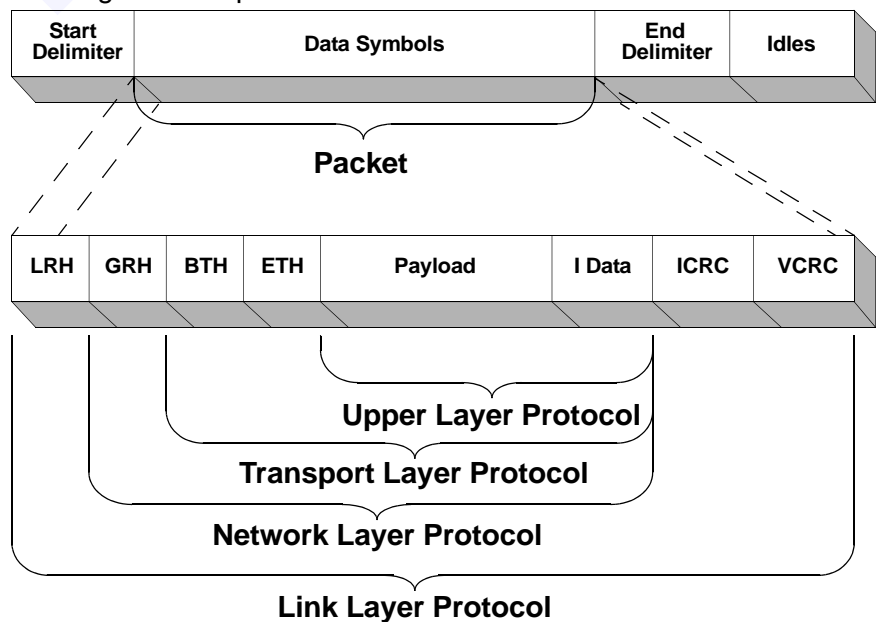 Start Delimiter
Data Symbols
End Delimiter
Idles
Packet
LRH
GRH
BTH
ETH
Payload
I Data
ICRC
VCRC
Upper Layer Protocol
Transport Layer Protocol
Network Layer Protocol
Link Layer Protocol